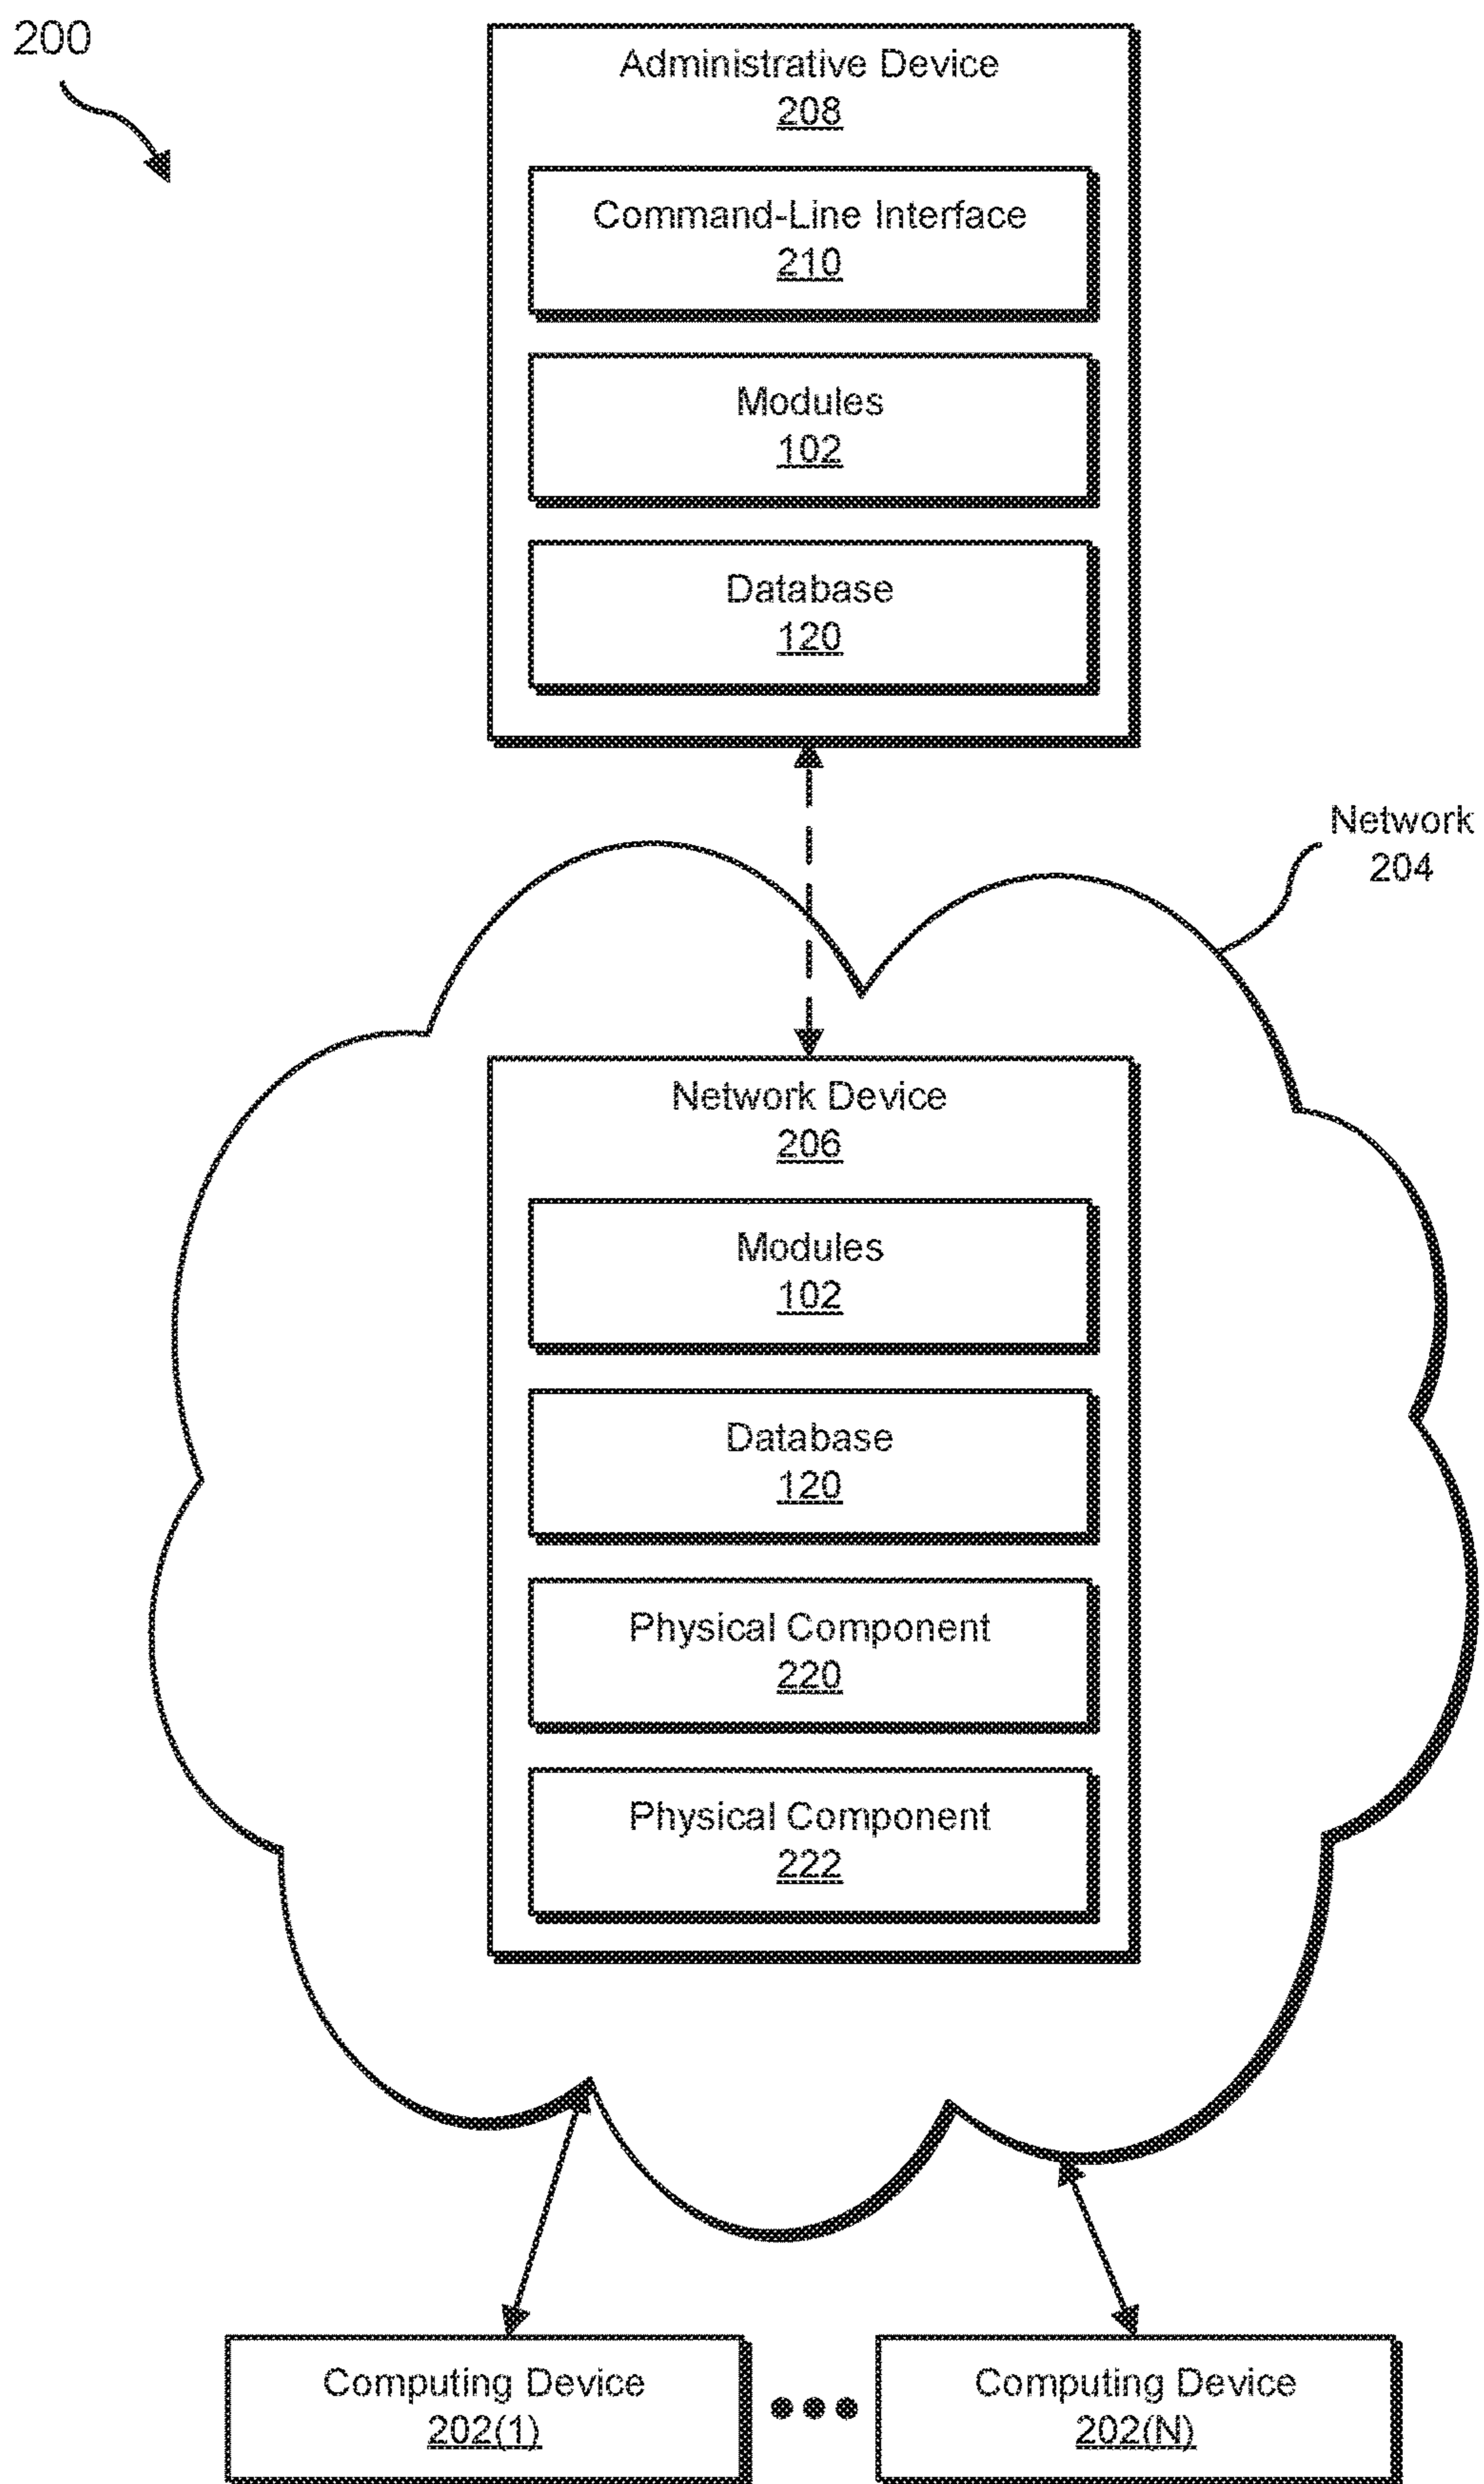 200
Administrative Device
208
Command-Line Interface
210
Modules
102
Database
120
Network
204
Network Device
206
Modules
102
Database
120
Physical Component
220
Physical Component
222
Computing Device
202(1)
Computing Device
202(N)